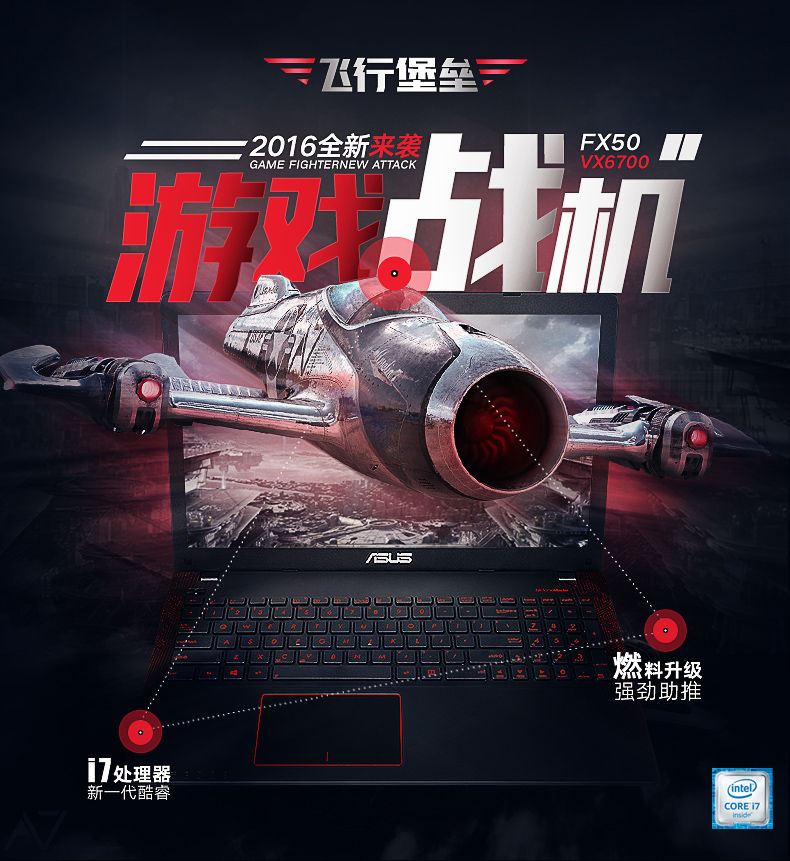 飞行堡垒
2016全新来袭
GAME FIGHTERNEW ATTACK
FX50
VX6700
游戏战机
ASUS
燃料升级
强劲助推
i7处理器
新一代酷睿
intel
CORE i7
inside